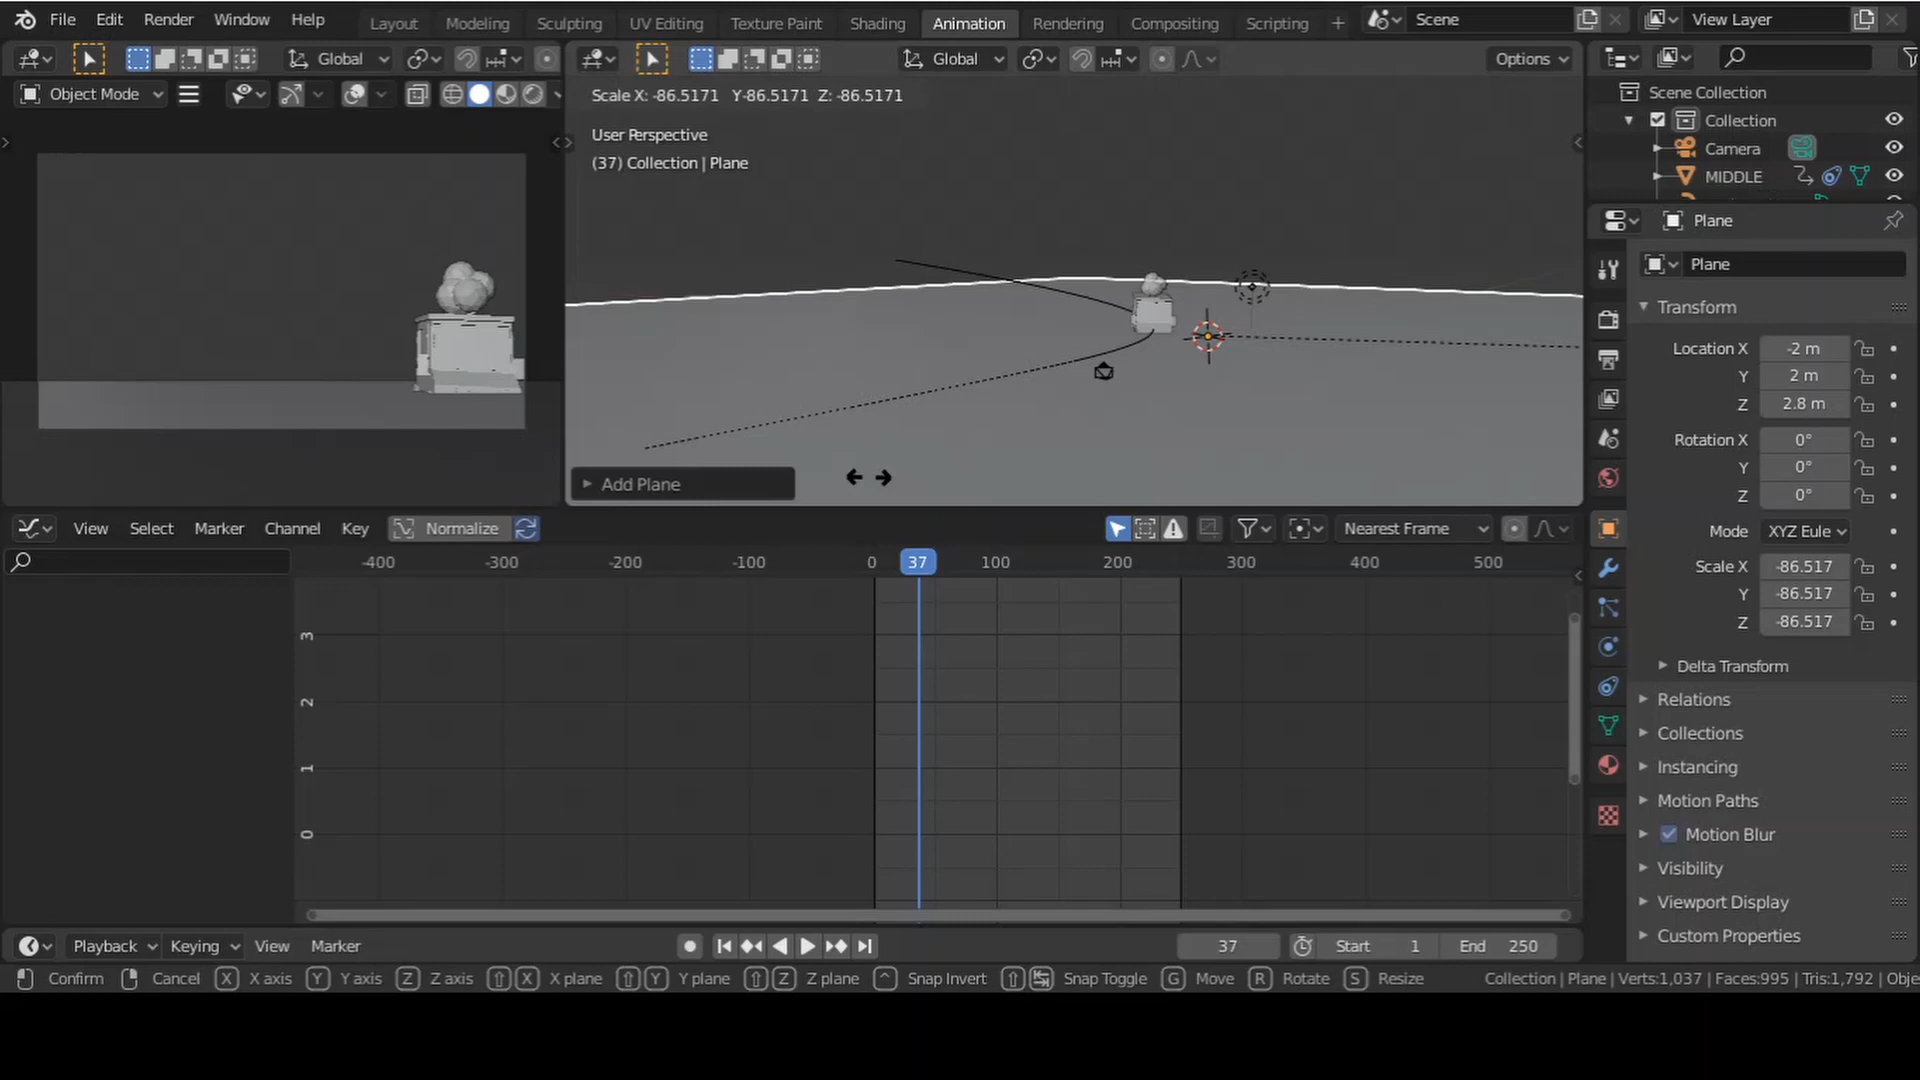 File Edit Render Window Help Layout Modeling Sculpting UV Editing Texture Paint Shading Animation Rendering Compositing Scripting + Scene View Layer
Global Global Options
Object Mode
Scale X: -86.5171 Y-86.5171 Z: -86.5171
User Perspective
(37) Collection | Plane
Add Plane
Scene Collection
Collection
Camera
MIDDLE
Plane
Plane
Transform
Location X -2 m
Y 2 m
Z 2.8 m
Rotation X 0°
Y 0°
Z 0°
Mode XYZ Eule
Scale X -86.517
Y -86.517
Z -86.517
Delta Transform
Relations
Collections
Instancing
Motion Paths
Motion Blur
Visibility
Viewport Display
Custom Properties
View Select Marker Channel Key Normalize Nearest Frame
-400 -300 -200 -100 0 37 100 200 300 400 500
3
2
1
0
Playback Keying View Marker 37 Start 1 End 250
Confirm Cancel X X axis Y Y axis Z Z axis X X plane Y Y plane Z Z plane Snap Invert Snap Toggle G Move R Rotate S Resize Collection | Plane | Verts:1,037 | Faces:995 | Tris:1,792 | Obje